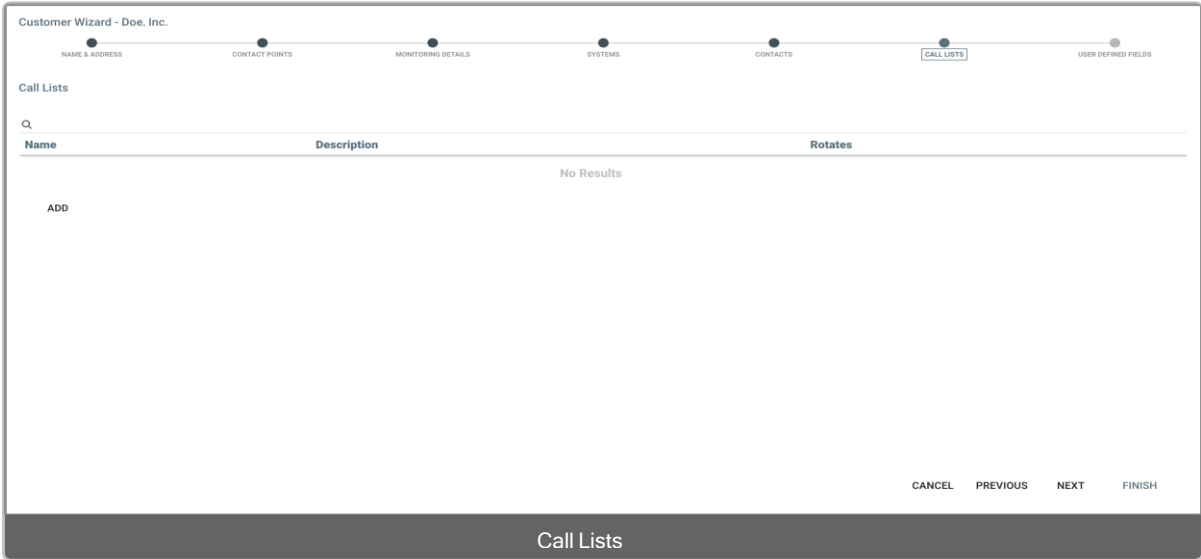 Customer Wizard - Doe, Inc.
NAME & ADDRESS CONTACT POINTS MONITORING DETAILS SYSTEMS CONTACTS CALL LISTS USER DEFINED FIELDS
Call Lists
Name Description Rotates
No Results
ADD
CANCEL PREVIOUS NEXT FINISH
Call Lists